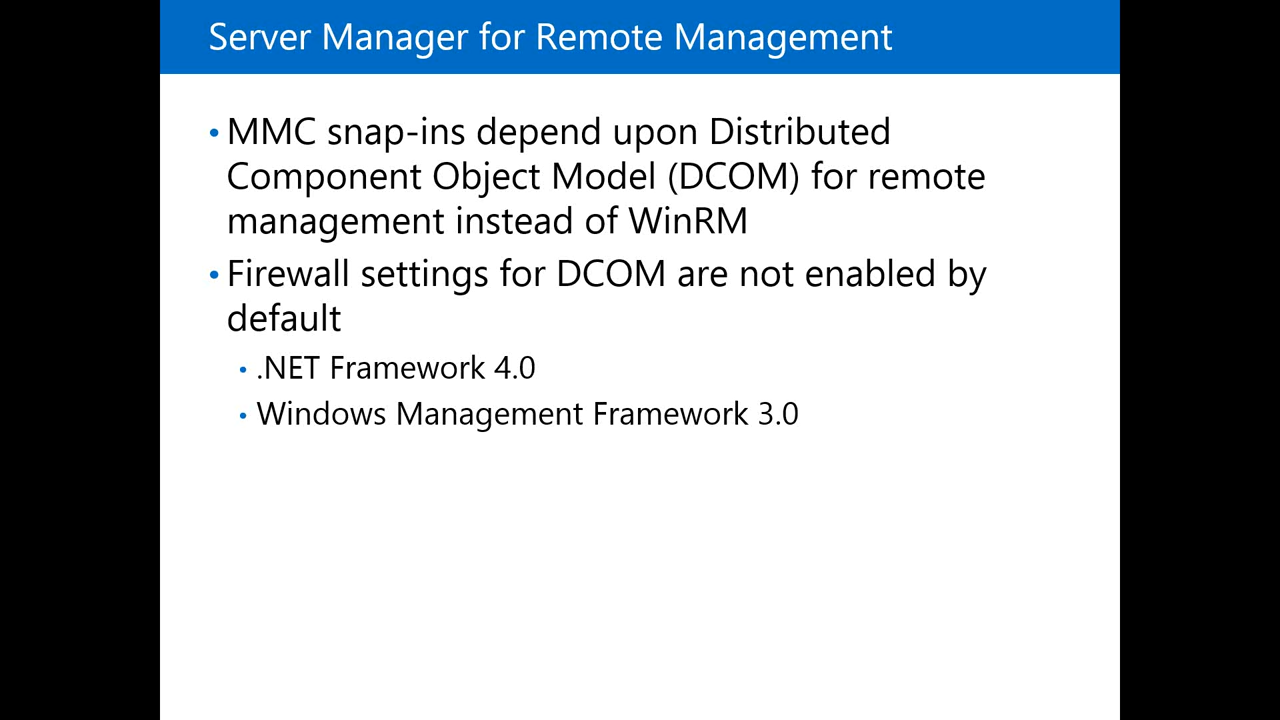 Server Manager for Remote Management
• MMC snap-ins depend upon Distributed
Component Object Model (DCOM) for remote
management instead of WinRM
• Firewall settings for DCOM are not enabled by
default
• .NET Framework 4.0
• Windows Management Framework 3.0